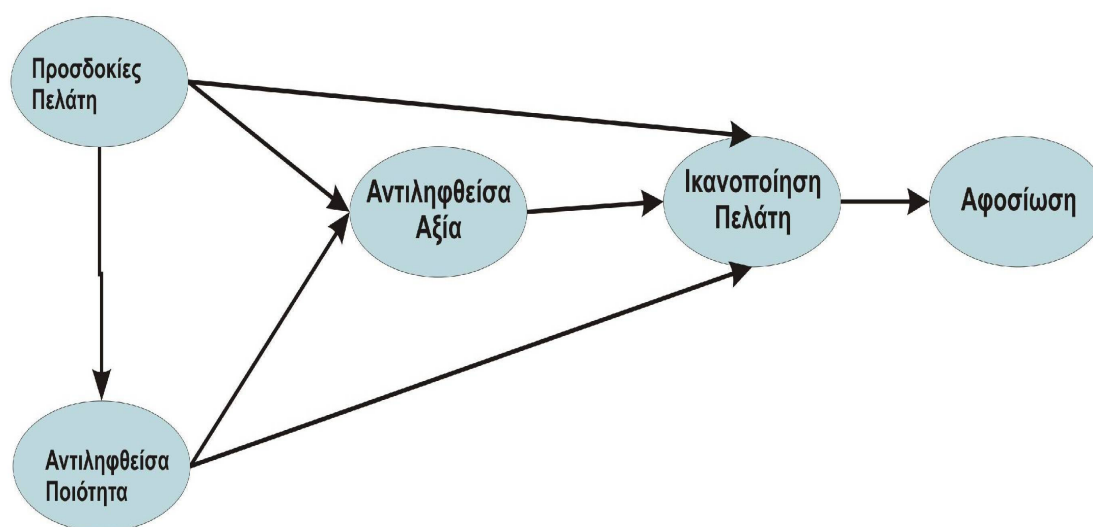 Προσδοκίες
Πελάτη
Αντιληφθείσα
Αξία
Ικανοποίηση
Πελάτη
Αφοσίωση
Αντιληφθείσα
Ποιότητα